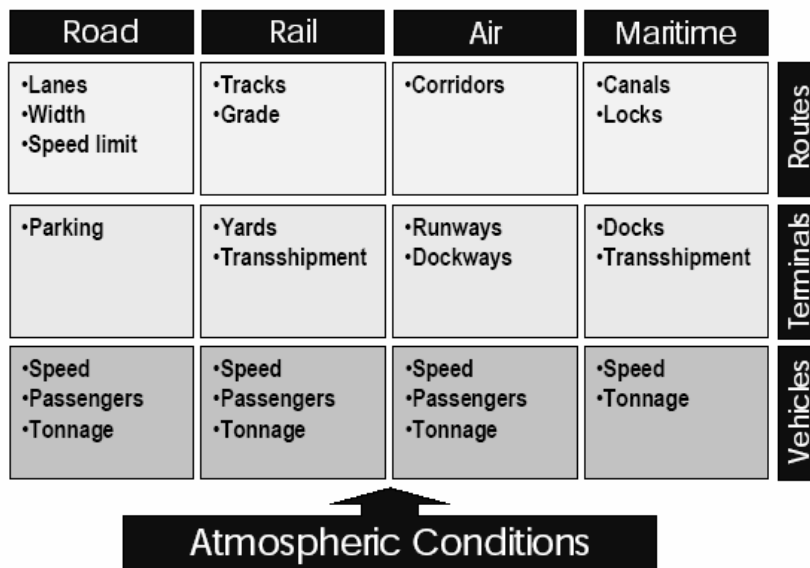 Road Rail Air Maritime
•Lanes
•Width
•Speed limit
•Tracks
•Grade
•Corridors
•Canals
•Locks
Routes
•Parking
•Yards
•Transshipment
•Runways
•Dockways
•Docks
•Transshipment
Terminals
•Speed
•Passengers
•Tonnage
•Speed
•Passengers
•Tonnage
•Speed
•Passengers
•Tonnage
•Speed
•Tonnage
Vehicles
Atmospheric Conditions